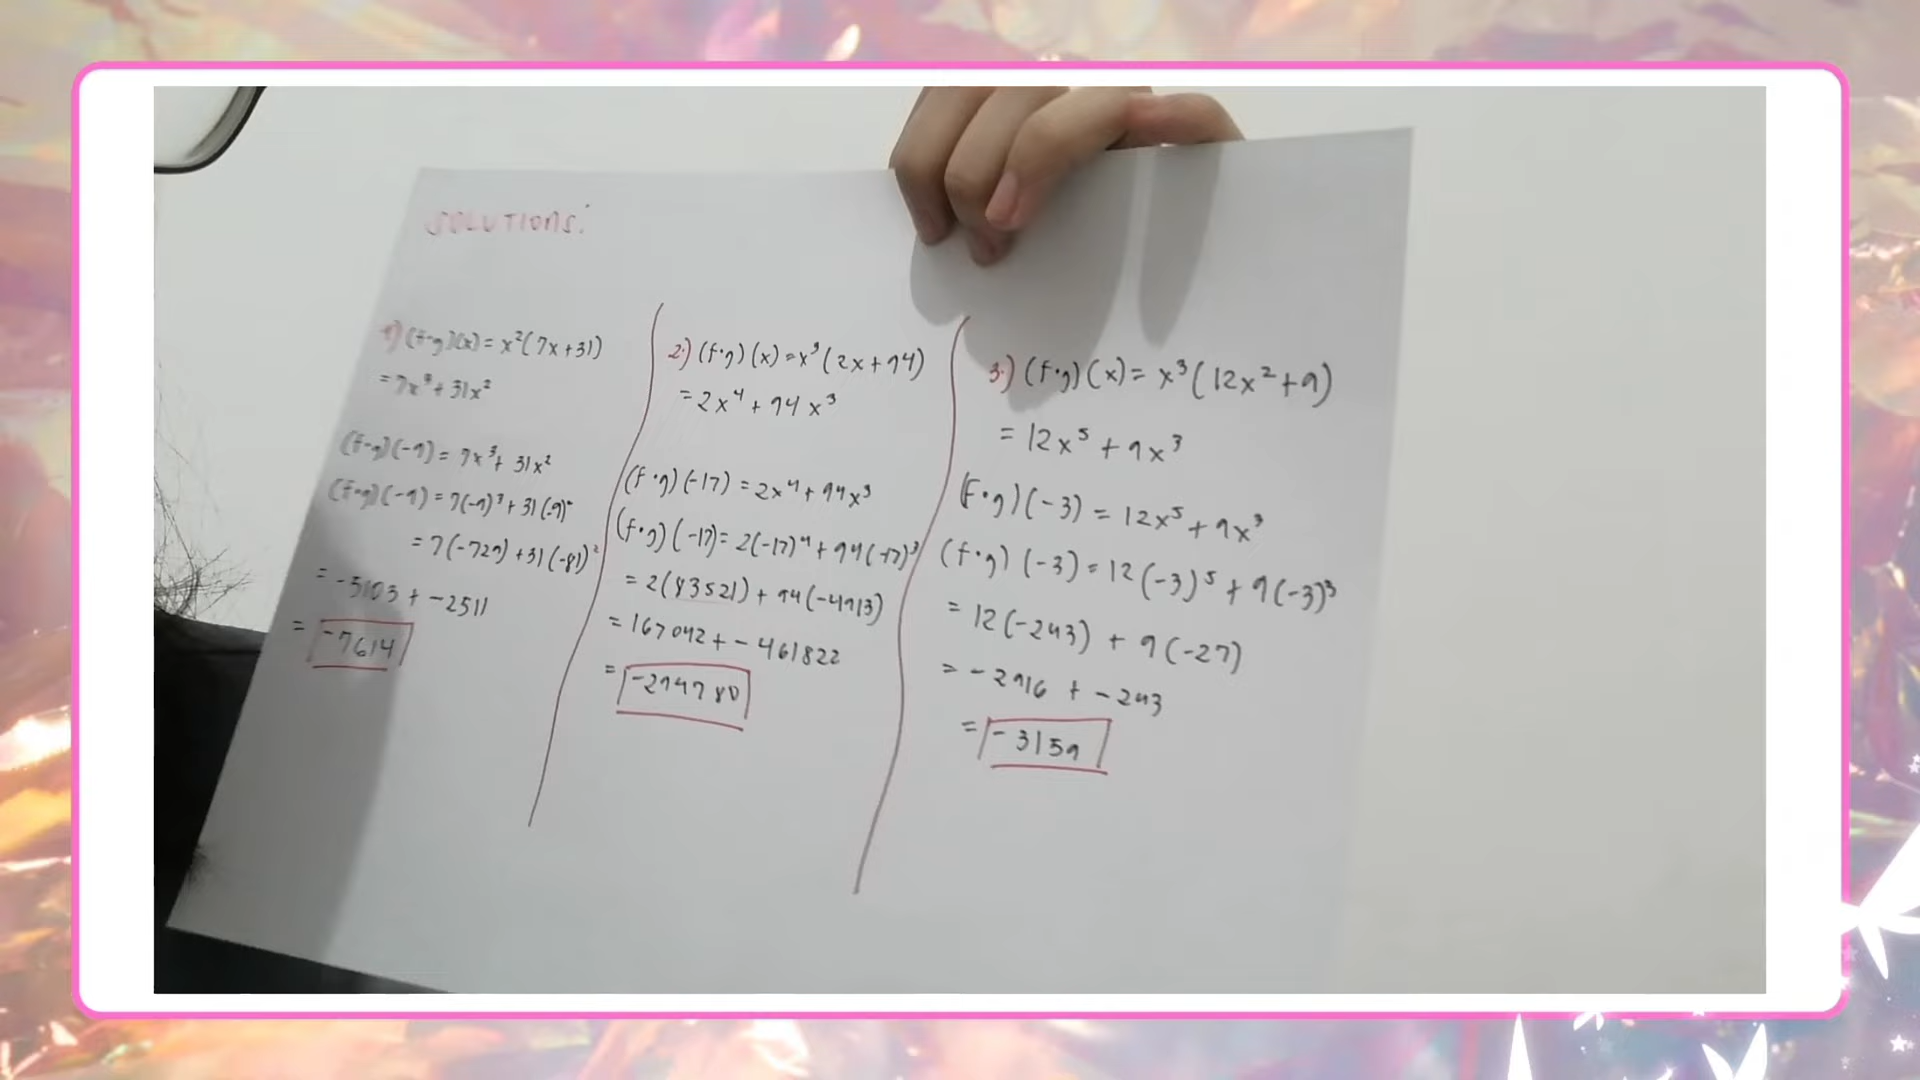 SOLUTIONS:
1) (f•g)(x) = x²(7x+31)
= 7x³ + 31x²
(f•g)(-9) = 7x³ + 31x²
(f•g)(-9) = 7(-9)³ + 31(-9)²
= 7(-729) + 31(-81)²
= -5103 + -2511
= -7614
2.) (f•g)(x) = x³(2x+94)
= 2x⁴ + 94x³
(f•g)(-17) = 2x⁴ + 94x³
(f•g)(-17) = 2(-17)⁴ + 94(-17)³
= 2(83521) + 94(-4913)
= 167042 + -461822
= -294780
3.) (f•g)(x) = x³(12x²+9)
= 12x⁵ + 9x³
(f•g)(-3) = 12x⁵ + 9x³
(f•g)(-3) = 12(-3)⁵ + 9(-3)³
= 12(-243) + 9(-27)
= -2916 + -243
= -3159